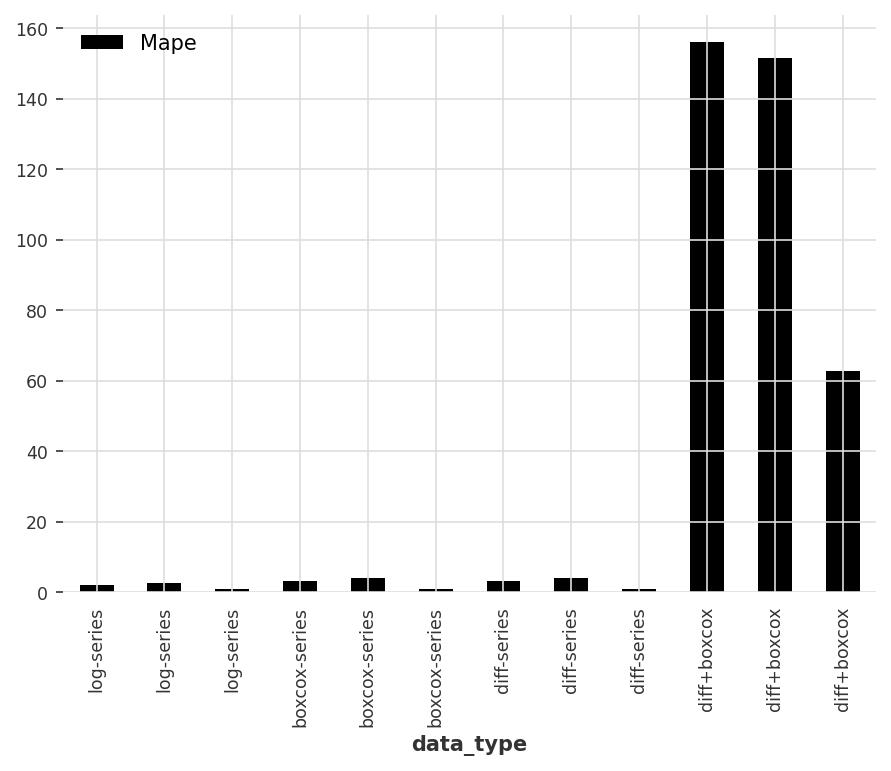 Mape
160
140
120
100
80
60
40
20
0
log-series
log-series
log-series
boxcox-series
boxcox-series
boxcox-series
diff-series
diff-series
diff-series
diff+boxcox
diff+boxcox
diff+boxcox
data_type